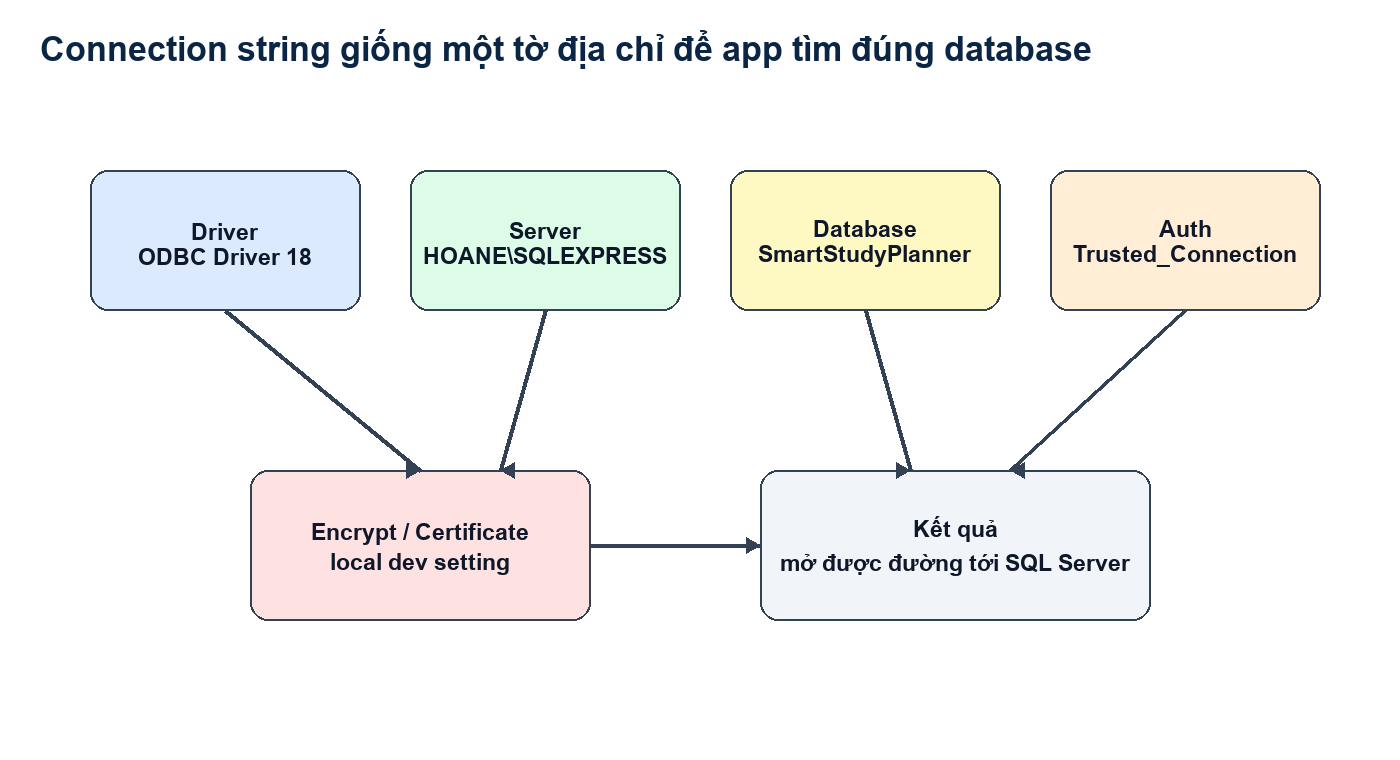 Connection string giống một tờ địa chỉ để app tìm đúng database
Driver
ODBC Driver 18
Server
HOANE\SQLEXPRESS
Database
SmartStudyPlanner
Auth
Trusted_Connection
Encrypt / Certificate
local dev setting
Kết quả
mở được đường tới SQL Server